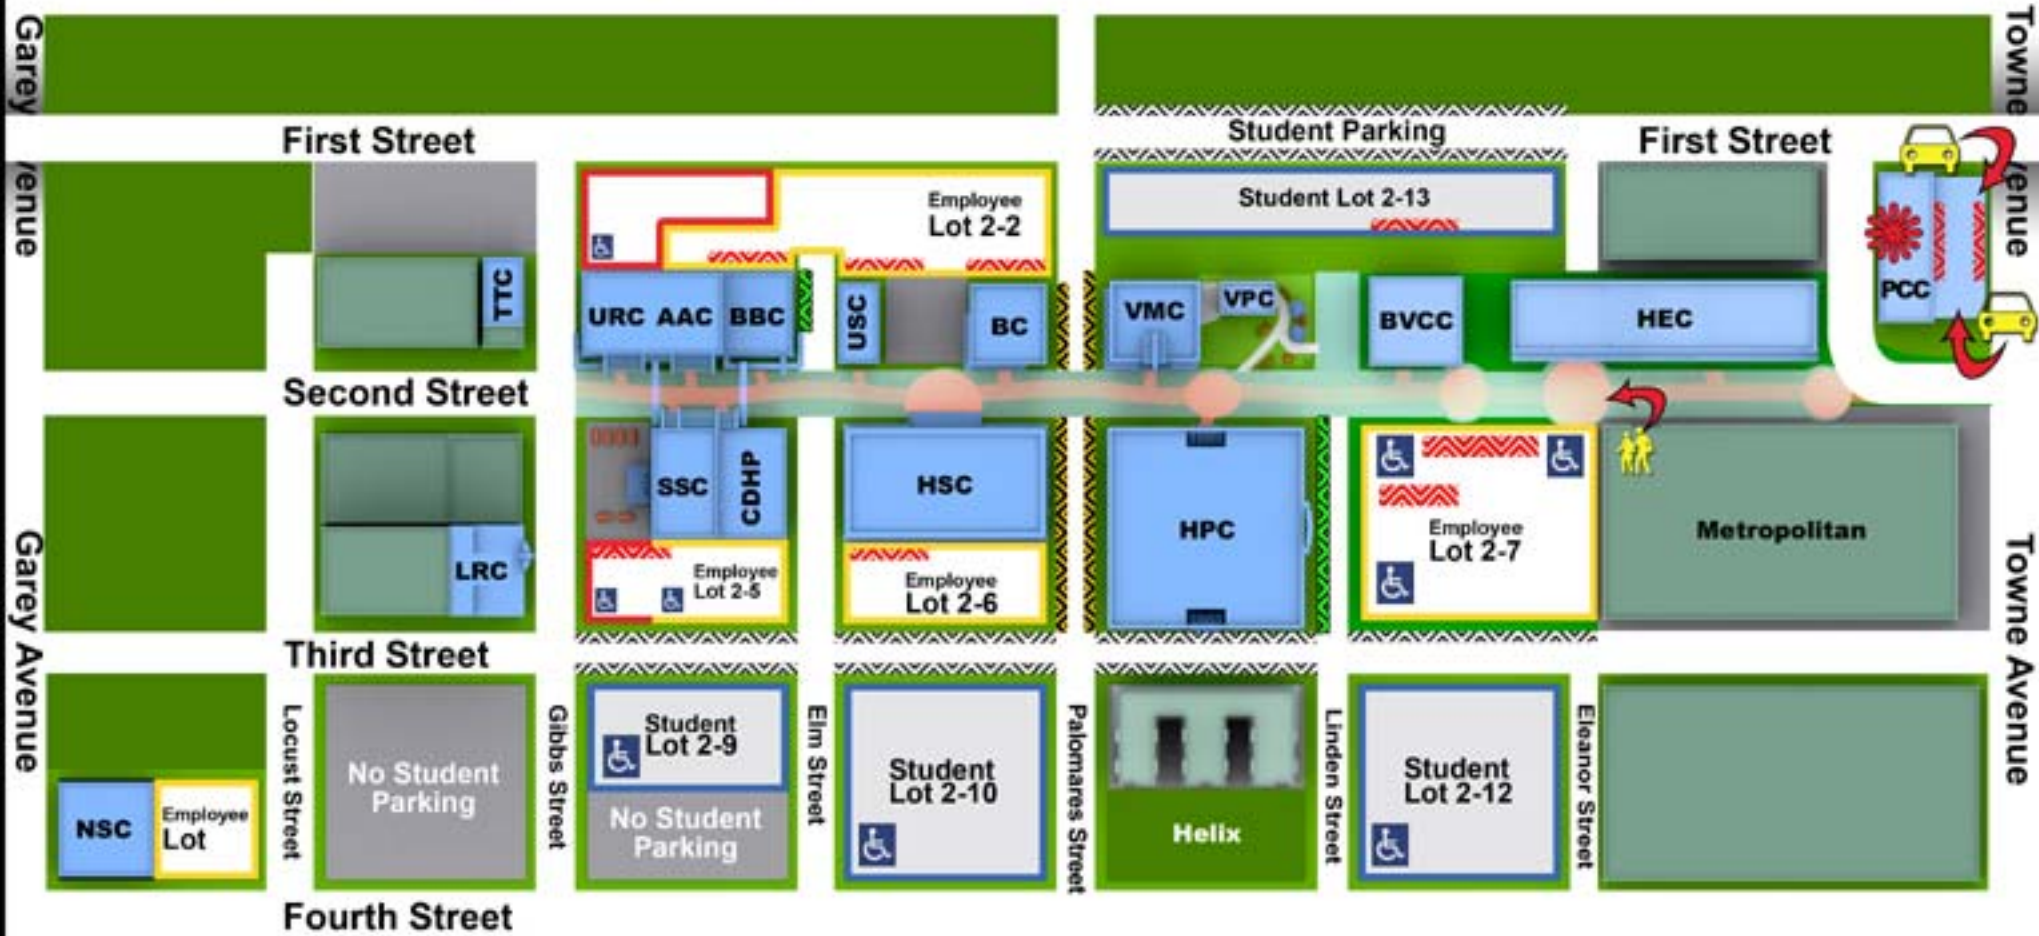 Garey
Towne
First Street
Student Parking
First Street
venue
venue
Employee
Lot 2-2
Student Lot 2-13
TTC
URC
AAC
BBC
USC
BC
VMC
VPC
BVCC
HEC
PCC
Second Street
SSC
CDHP
HSC
HPC
Employee
Lot 2-7
Metropolitan
LRC
Employee
Lot 2-5
Employee
Lot 2-6
Garey Avenue
Towne Avenue
Third Street
Locust Street
Gibbs Street
Elm Street
Palomares Street
Linden Street
Eleanor Street
No Student
Parking
Student
Lot 2-9
No Student
Parking
Student
Lot 2-10
Helix
Student
Lot 2-12
NSC
Employee
Lot
Fourth Street